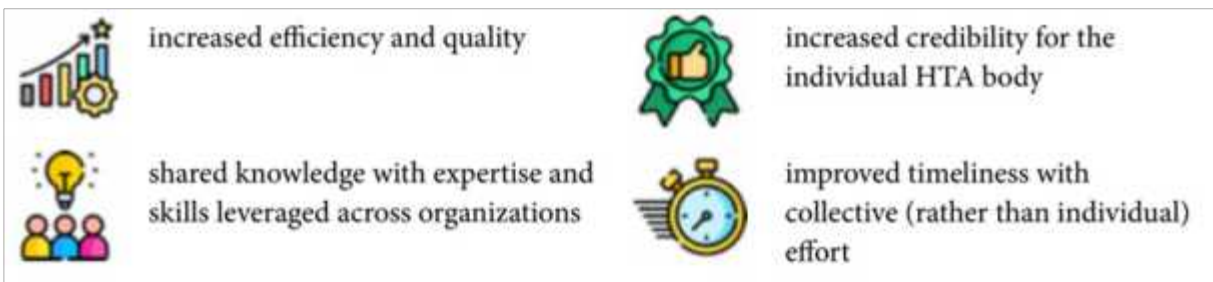 increased efficiency and quality
increased credibility for the
individual HTA body
shared knowledge with expertise and
skills leveraged across organizations
improved timeliness with
collective (rather than individual)
effort